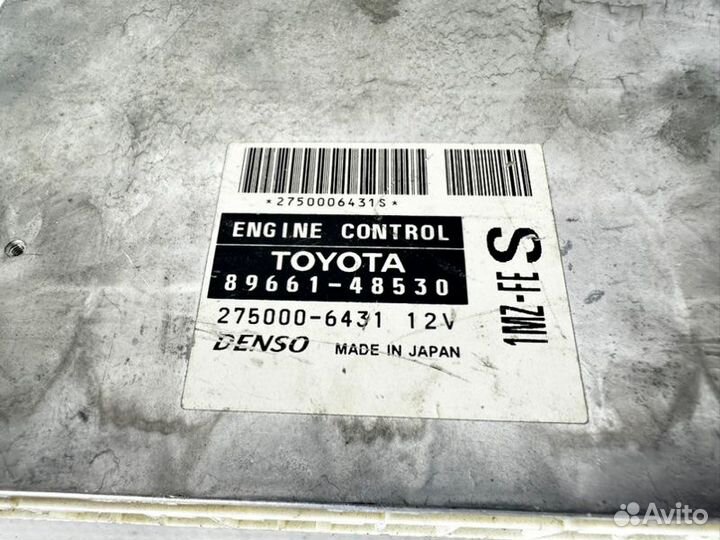 *2750006431S*
ENGINE CONTROL
TOYOTA
89661-48530
275000-6431 12V
DENSO MADE IN JAPAN
1MZ-FE S
Avito